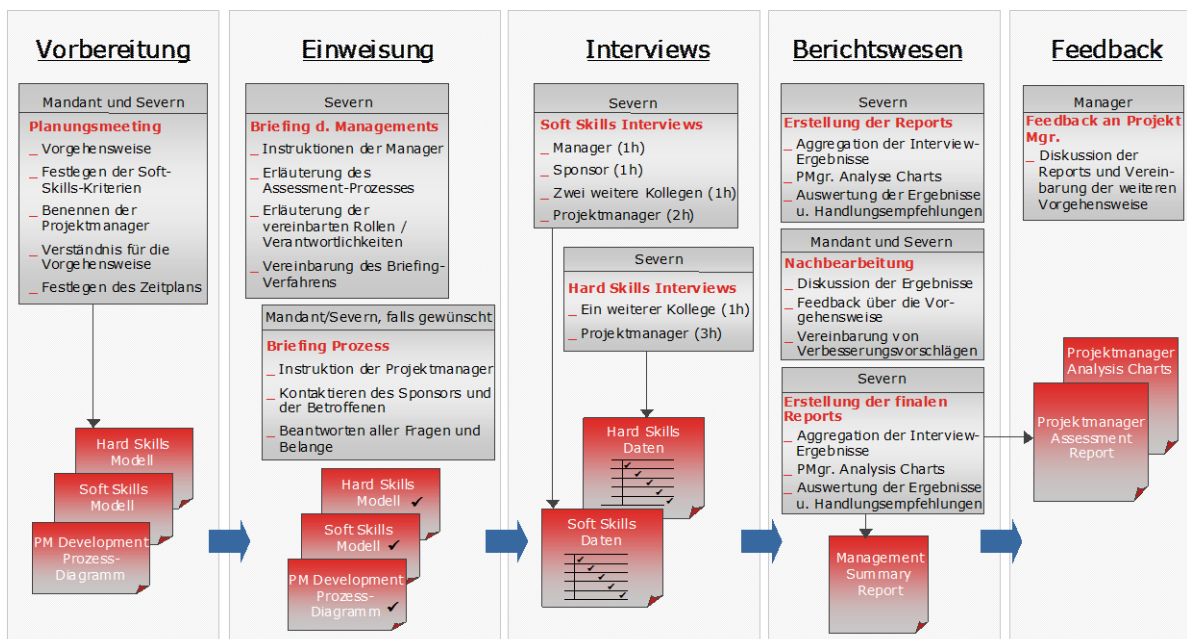 Vorbereitung
Mandant und Severn
Planungsmeeting
_ Vorgehensweise
_ Festlegen der Soft-
Skills-Kriterien
_ Benennen der
Projektmanager
_ Verständnis für die
Vorgehensweise
_ Festlegen des Zeitplans
Hard Skills
Modell
Soft Skills
Modell
PM Development
Prozess-
Diagramm
Einweisung
Severn
Briefing d. Managements
_ Instruktionen der Manager
_ Erläuterung des
Assessment-Prozesses
_ Erläuterung der
vereinbarten Rollen /
Verantwortlichkeiten
_ Vereinbarung des Briefing-
Verfahrens
Mandant/Severn, falls gewünscht
Briefing Prozess
_ Instruktion der Projektmanager
_ Kontaktieren des Sponsors und
der Betroffenen
_ Beantworten aller Fragen und
Belange
Hard Skills
Modell ✓
Soft Skills
Modell ✓
PM Development
Prozess-
Diagramm ✓
Interviews
Severn
Soft Skills Interviews
_ Manager (1h)
_ Sponsor (1h)
_ Zwei weitere Kollegen (1h)
_ Projektmanager (2h)
Severn
Hard Skills Interviews
_ Ein weiterer Kollege (1h)
_ Projektmanager (3h)
Hard Skills
Daten
Soft Skills
Daten
Berichtswesen
Severn
Erstellung der Reports
_ Aggregation der Interview-
Ergebnisse
_ PMgr. Analyse Charts
_ Auswertung der Ergebnisse
u. Handlungsempfehlungen
Mandant und Severn
Nachbearbeitung
_ Diskussion der Ergebnisse
_ Feedback über die Vor-
gehensweise
_ Vereinbarung von
Verbesserungsvorschlägen
Severn
Erstellung der finalen
Reports
_ Aggregation der Interview-
Ergebnisse
_ PMgr. Analysis Charts
_ Auswertung der Ergebnisse
u. Handlungsempfehlungen
Management
Summary
Report
Feedback
Manager
Feedback an Projekt
Mgr.
_ Diskussion der
Reports und Verein-
barung der weiteren
Vorgehensweise
Projektmanager
Analysis Charts
Projektmanager
Assessment
Report